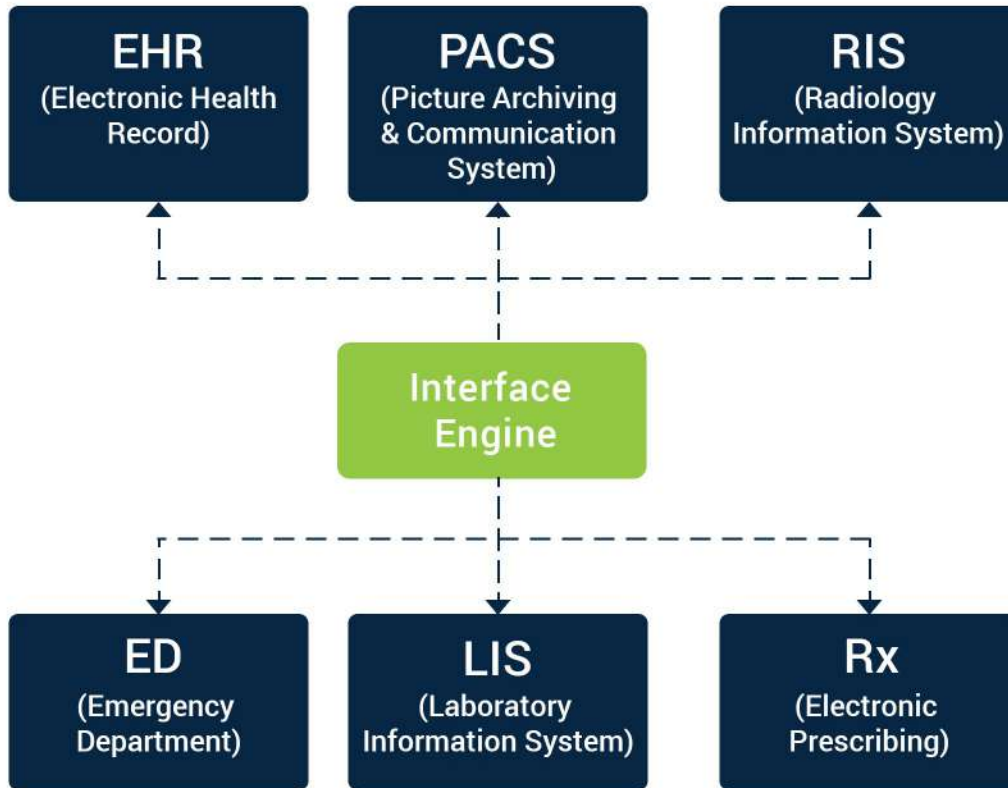 EHR
(Electronic Health
Record)
PACS
(Picture Archiving
& Communication
System)
RIS
(Radiology
Information System)
Interface
Engine
ED
(Emergency
Department)
LIS
(Laboratory
Information System)
Rx
(Electronic
Prescribing)